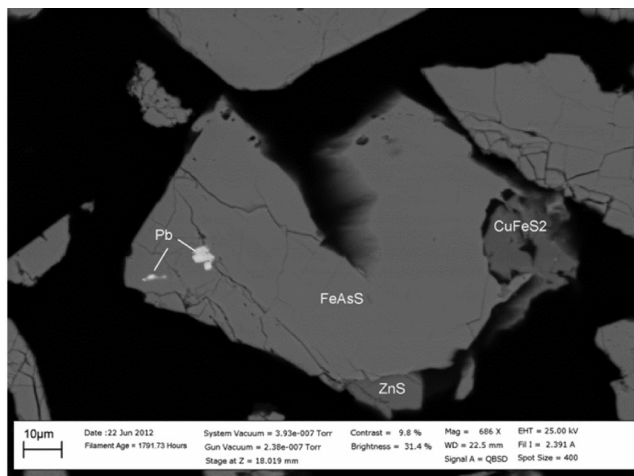 Pb
CuFeS2
FeAsS
ZnS
10µm
Date :22 Jun 2012
Filament Age = 1791.73 Hours
System Vacuum = 3.93e-007 Torr
Gun Vacuum = 2.38e-007 Torr
Stage at Z = 18.019 mm
Contrast = 9.8 %
Brightness = 31.4 %
Mag = 686 X
WD = 22.5 mm
Signal A = QBSD
EHT = 25.00 kV
Fil I = 2.391 A
Spot Size = 400